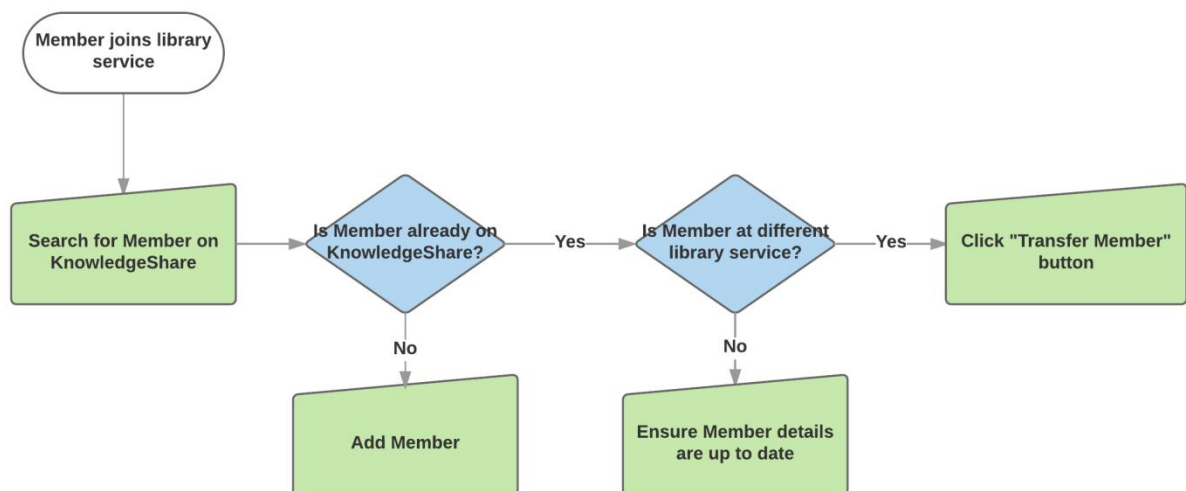 Member joins library
service
Search for Member on
KnowledgeShare
Is Member already on
KnowledgeShare?
Yes
Is Member at different
library service?
Yes
Click "Transfer Member"
button
No
No
Add Member
Ensure Member details
are up to date